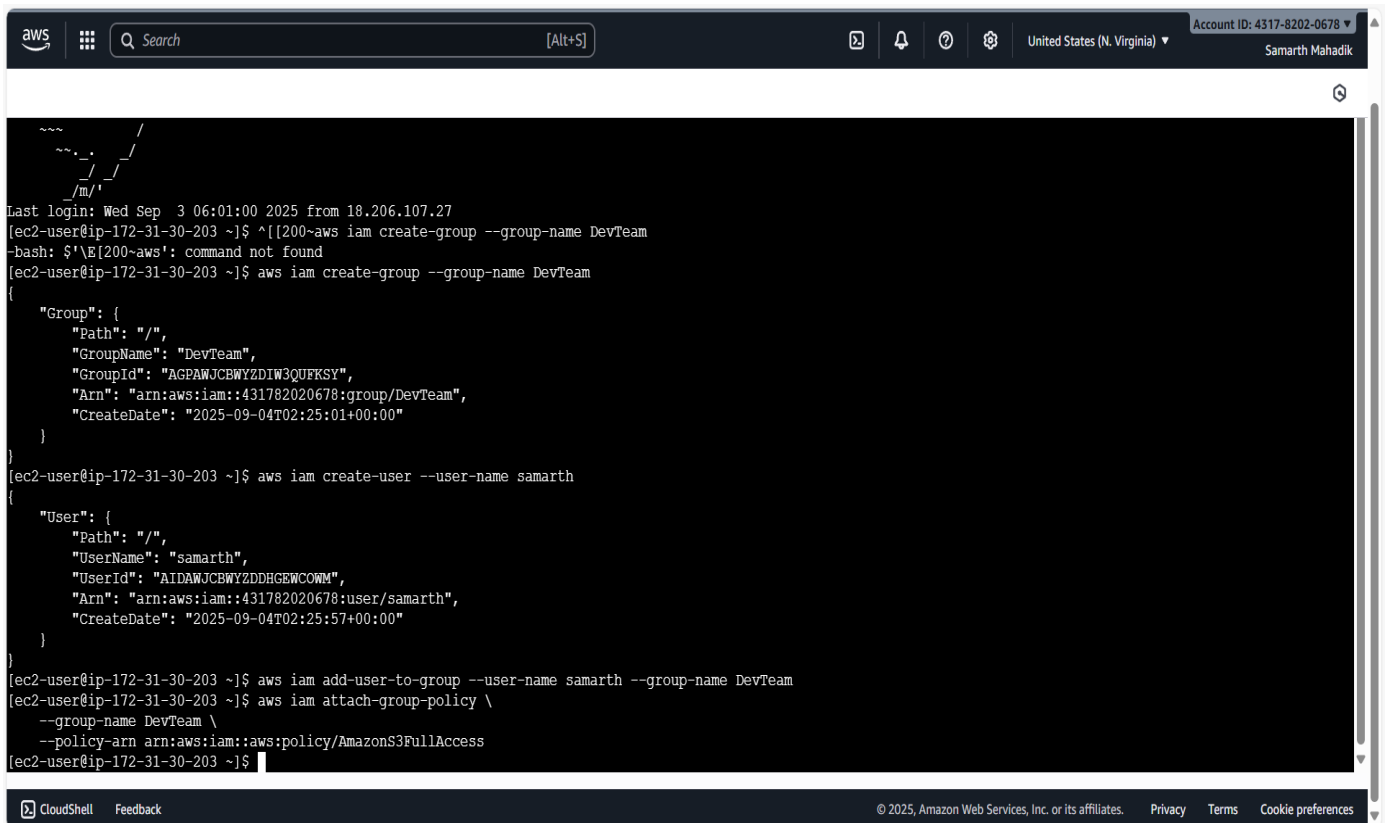 aws
Search [Alt+S]
United States (N. Virginia) ▼
Account ID: 4317-8202-0678 ▼
Samarth Mahadik
~~~ /
~~._. _/
_/ _/
_/m/'
Last login: Wed Sep  3 06:01:00 2025 from 18.206.107.27
[ec2-user@ip-172-31-30-203 ~]$ ^[[200~aws iam create-group --group-name DevTeam
-bash: $'\E[200~aws': command not found
[ec2-user@ip-172-31-30-203 ~]$ aws iam create-group --group-name DevTeam
{
    "Group": {
        "Path": "/",
        "GroupName": "DevTeam",
        "GroupId": "AGPAWJCBWYZDIW3QUFKSY",
        "Arn": "arn:aws:iam::431782020678:group/DevTeam",
        "CreateDate": "2025-09-04T02:25:01+00:00"
    }
}
[ec2-user@ip-172-31-30-203 ~]$ aws iam create-user --user-name samarth
{
    "User": {
        "Path": "/",
        "UserName": "samarth",
        "UserId": "AIDAWJCBWYZDDHGEWCOWM",
        "Arn": "arn:aws:iam::431782020678:user/samarth",
        "CreateDate": "2025-09-04T02:25:57+00:00"
    }
}
[ec2-user@ip-172-31-30-203 ~]$ aws iam add-user-to-group --user-name samarth --group-name DevTeam
[ec2-user@ip-172-31-30-203 ~]$ aws iam attach-group-policy \
    --group-name DevTeam \
    --policy-arn arn:aws:iam::aws:policy/AmazonS3FullAccess
[ec2-user@ip-172-31-30-203 ~]$
CloudShell Feedback © 2025, Amazon Web Services, Inc. or its affiliates. Privacy Terms Cookie preferences